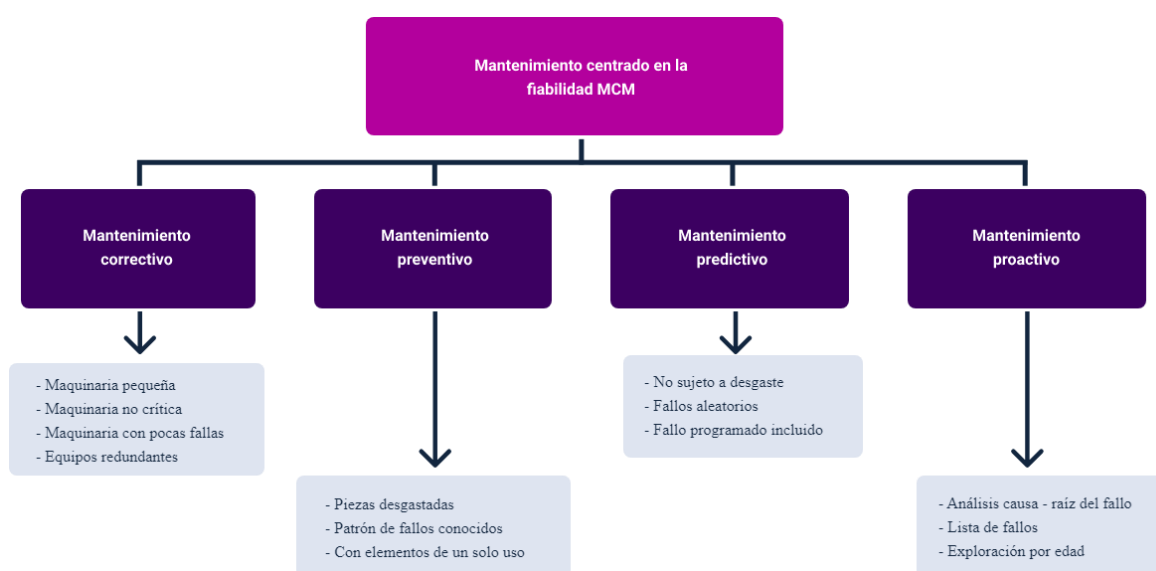 Mantenimiento centrado en la
fiabilidad MCM
Mantenimiento
correctivo
Mantenimiento
preventivo
Mantenimiento
predictivo
Mantenimiento
proactivo
- Maquinaria pequeña
- Maquinaria no crítica
- Maquinaria con pocas fallas
- Equipos redundantes
- Piezas desgastadas
- Patrón de fallos conocidos
- Con elementos de un solo uso
- No sujeto a desgaste
- Fallos aleatorios
- Fallo programado incluido
- Análisis causa - raíz del fallo
- Lista de fallos
- Exploración por edad